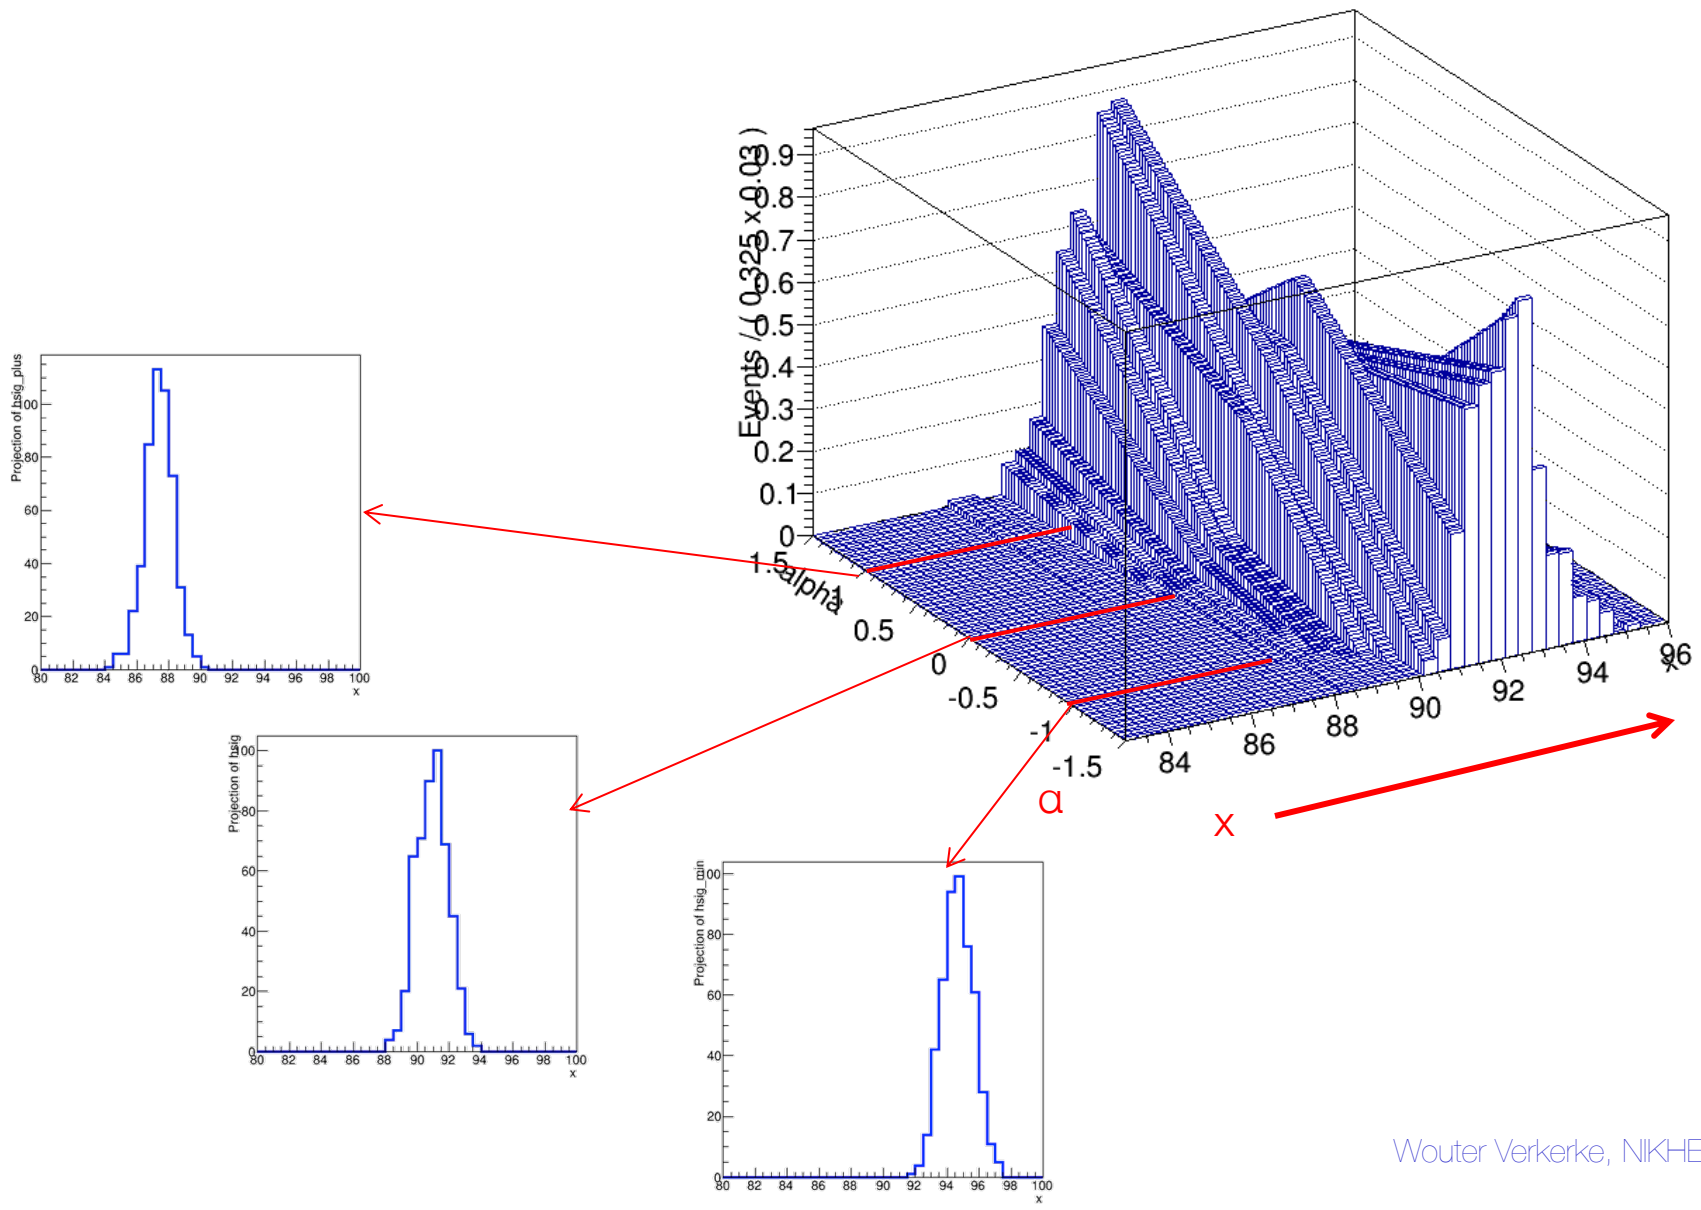 Events / ( 0.325 x 0.03 )
0.9
0.8
0.7
0.6
0.5
0.4
0.3
0.2
0.1
0
1.5
1
0.5
0
-0.5
-1
-1.5
alpha
84
86
88
90
92
94
96
x
α
x
Projection of hsig_plus
100
80
60
40
20
0
80 82 84 86 88 90 92 94 96 98 100
x
Projection of hsig
100
80
60
40
20
0
80 82 84 86 88 90 92 94 96 98 100
x
Projection of hsig_min
100
80
60
40
20
0
80 82 84 86 88 90 92 94 96 98 100
x
Wouter Verkerke, NIKHE